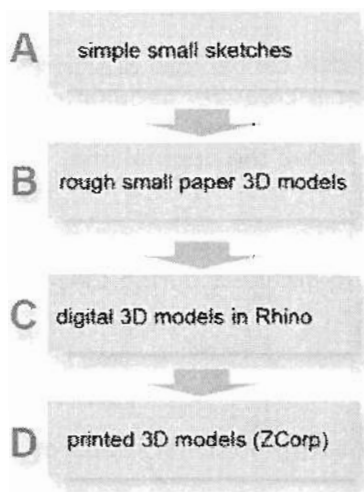 A simple small sketches
B rough small paper 3D models
C digital 3D models in Rhino
D printed 3D models (ZCorp)